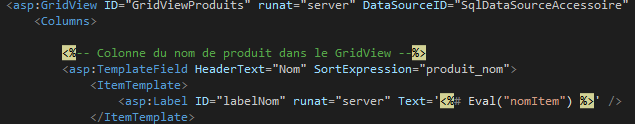 <asp:GridView ID="GridViewProduits" runat="server" DataSourceID="SqlDataSourceAccessoire"
<Columns>
<%-- Colonne du nom de produit dans le GridView --%>
<asp:TemplateField HeaderText="Nom" SortExpression="produit_nom">
<ItemTemplate>
<asp:Label ID="labelNom" runat="server" Text='<%# Eval("nomItem") %>' />
</ItemTemplate>